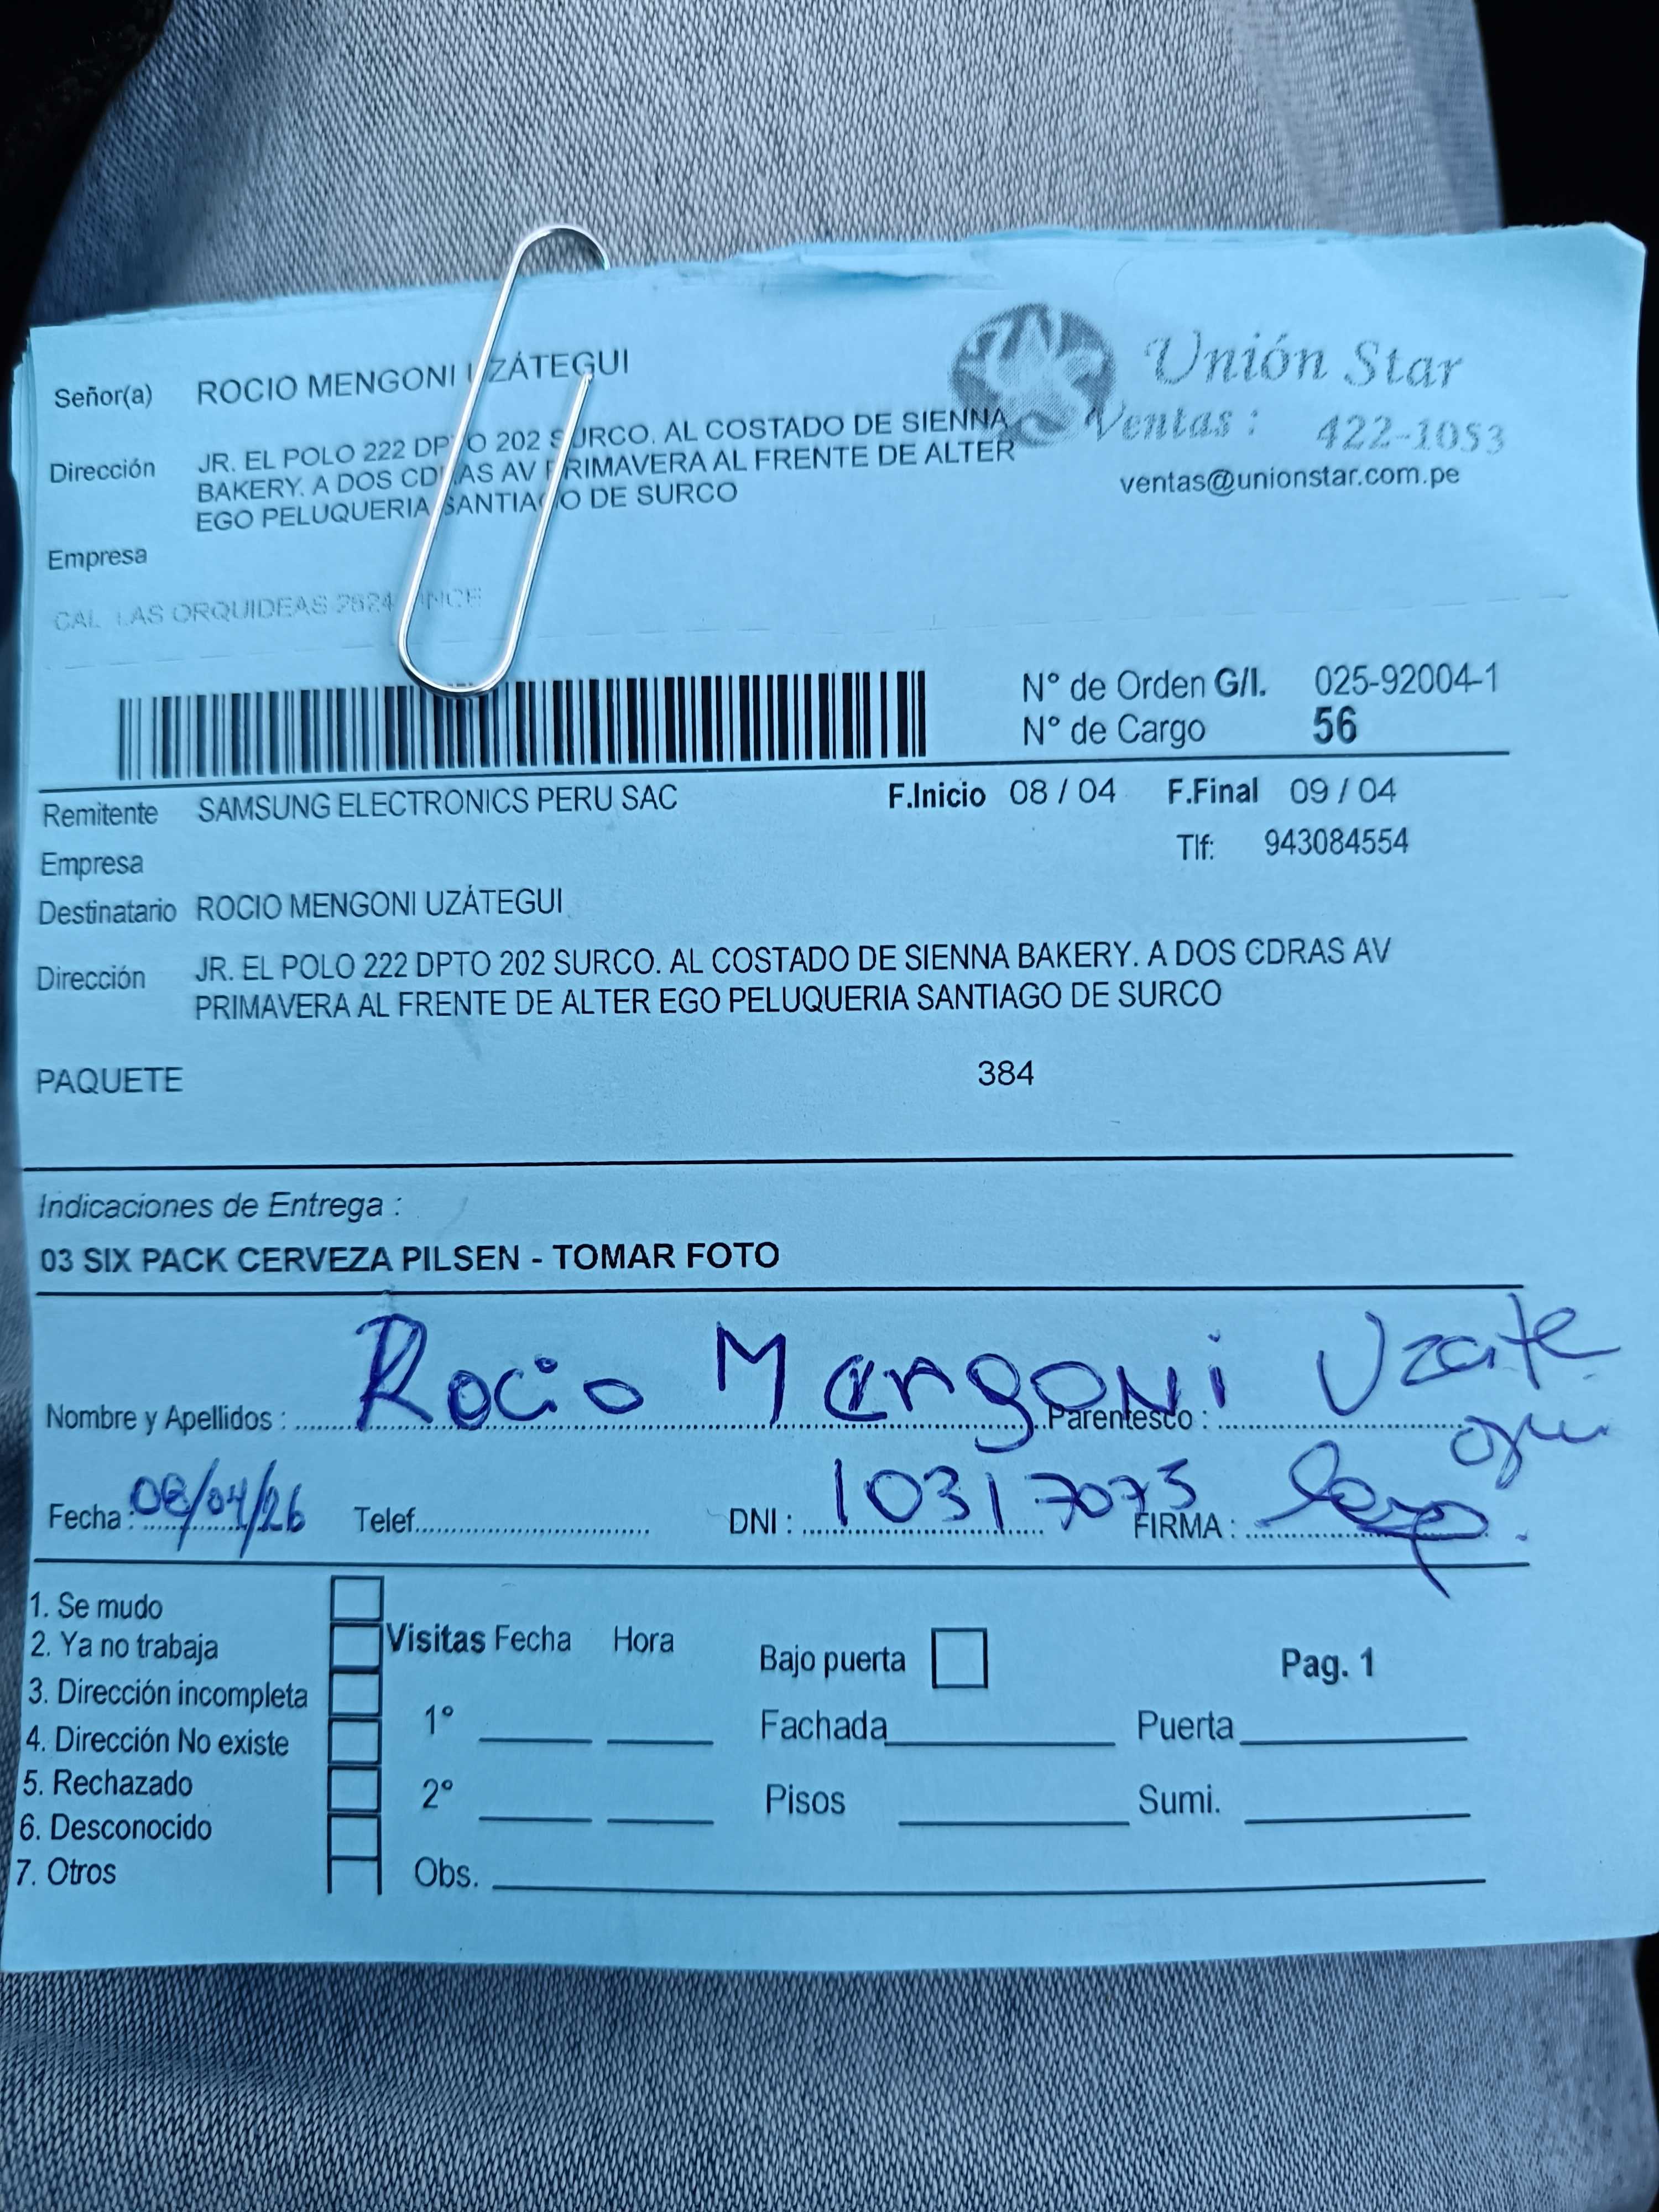 Señor(a) ROCIO MENGONI UZÁTEGUI
Unión Star
Ventas : 422-1053
ventas@unionstar.com.pe
Dirección JR. EL POLO 222 DPTO 202 SURCO. AL COSTADO DE SIENNA
BAKERY. A DOS CDRAS AV PRIMAVERA AL FRENTE DE ALTER
EGO PELUQUERIA SANTIAGO DE SURCO
Empresa
CAL LAS ORQUIDEAS 2624
N° de Orden G/I. 025-92004-1
N° de Cargo 56
Remitente SAMSUNG ELECTRONICS PERU SAC F.Inicio 08 / 04 F.Final 09 / 04
Empresa Tlf: 943084554
Destinatario ROCIO MENGONI UZÁTEGUI
Dirección JR. EL POLO 222 DPTO 202 SURCO. AL COSTADO DE SIENNA BAKERY. A DOS CDRAS AV
PRIMAVERA AL FRENTE DE ALTER EGO PELUQUERIA SANTIAGO DE SURCO
PAQUETE 384
Indicaciones de Entrega :
03 SIX PACK CERVEZA PILSEN - TOMAR FOTO
Nombre y Apellidos : Rocio Mengoni Parentesco : Uzate
gui
Fecha : 08/04/26 Telef. DNI : 10317073 FIRMA :
1. Se mudo
2. Ya no trabaja
3. Dirección incompleta
4. Dirección No existe
5. Rechazado
6. Desconocido
7. Otros
Visitas Fecha Hora
1°
2°
Obs.
Bajo puerta Pag. 1
Fachada Puerta
Pisos Sumi.